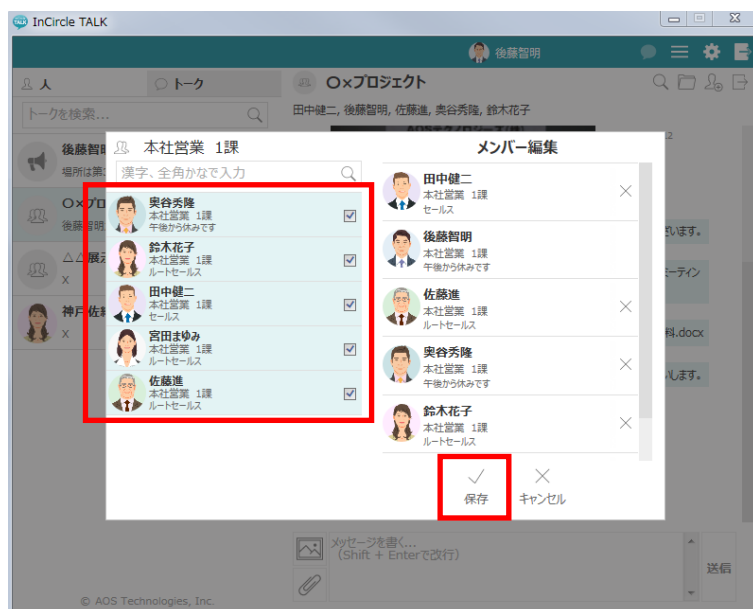 InCircle TALK
後藤智明
人
トーク
トークを検索...
〇×プロジェクト
田中健二, 後藤智明, 佐藤進, 奥谷秀隆, 鈴木花子
後藤智明
場所は第
〇×プロ
後藤智明
△△展示
X
神戸佐
X
本社営業 1課
漢字、全角かなで入力
奥谷秀隆
本社営業 1課
午後から休みです
鈴木花子
本社営業 1課
ルートセールス
田中健二
本社営業 1課
セールス
宮田まゆみ
本社営業 1課
ルートセールス
佐藤進
本社営業 1課
ルートセールス
メンバー編集
田中健二
本社営業 1課
セールス
後藤智明
本社営業 1課
午後から休みです
佐藤進
本社営業 1課
ルートセールス
奥谷秀隆
本社営業 1課
午後から休みです
鈴木花子
本社営業 1課
ルートセールス
保存
キャンセル
ざいます。
ミーティン
料.docx
いします。
メッセージを書く...
(Shift + Enterで改行)
送信
© AOS Technologies, Inc.